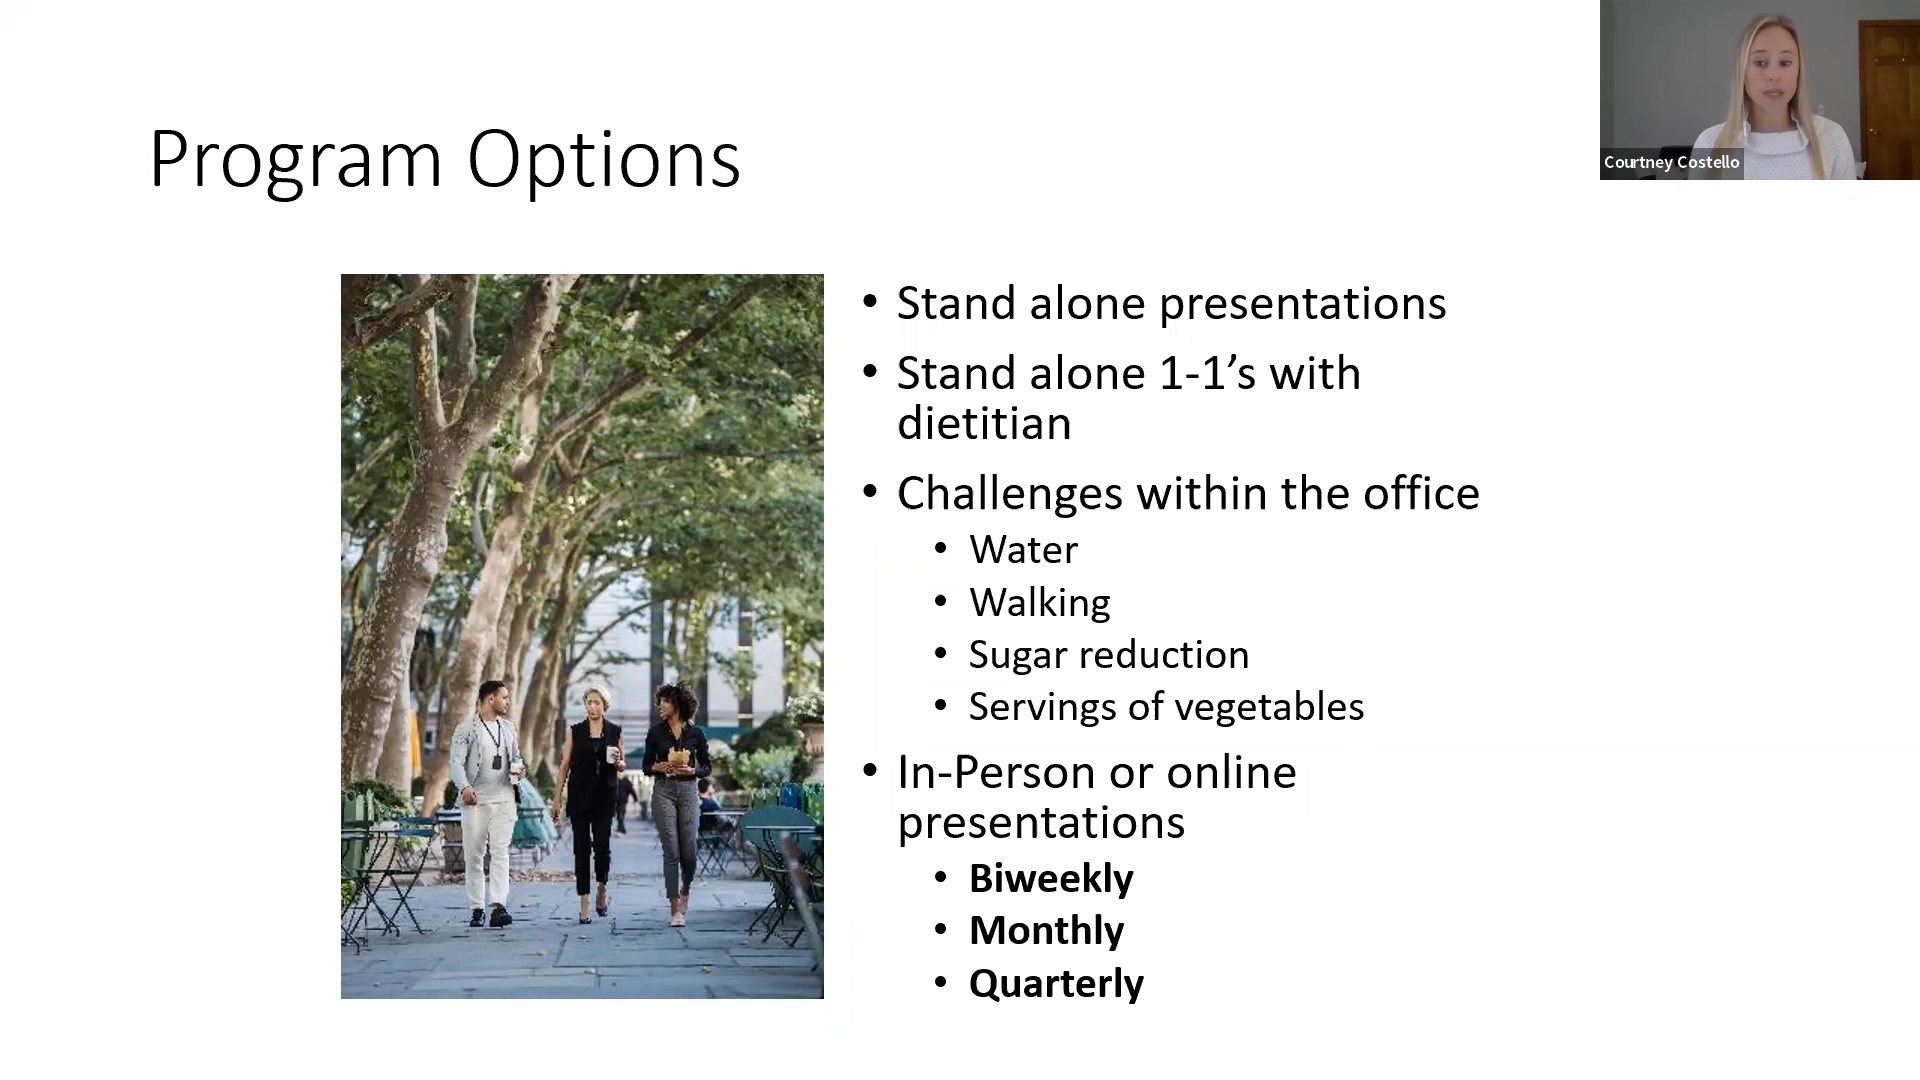 Program Options
Courtney Costello
• Stand alone presentations
• Stand alone 1-1’s with
dietitian
• Challenges within the office
• Water
• Walking
• Sugar reduction
• Servings of vegetables
• In-Person or online
presentations
• Biweekly
• Monthly
• Quarterly